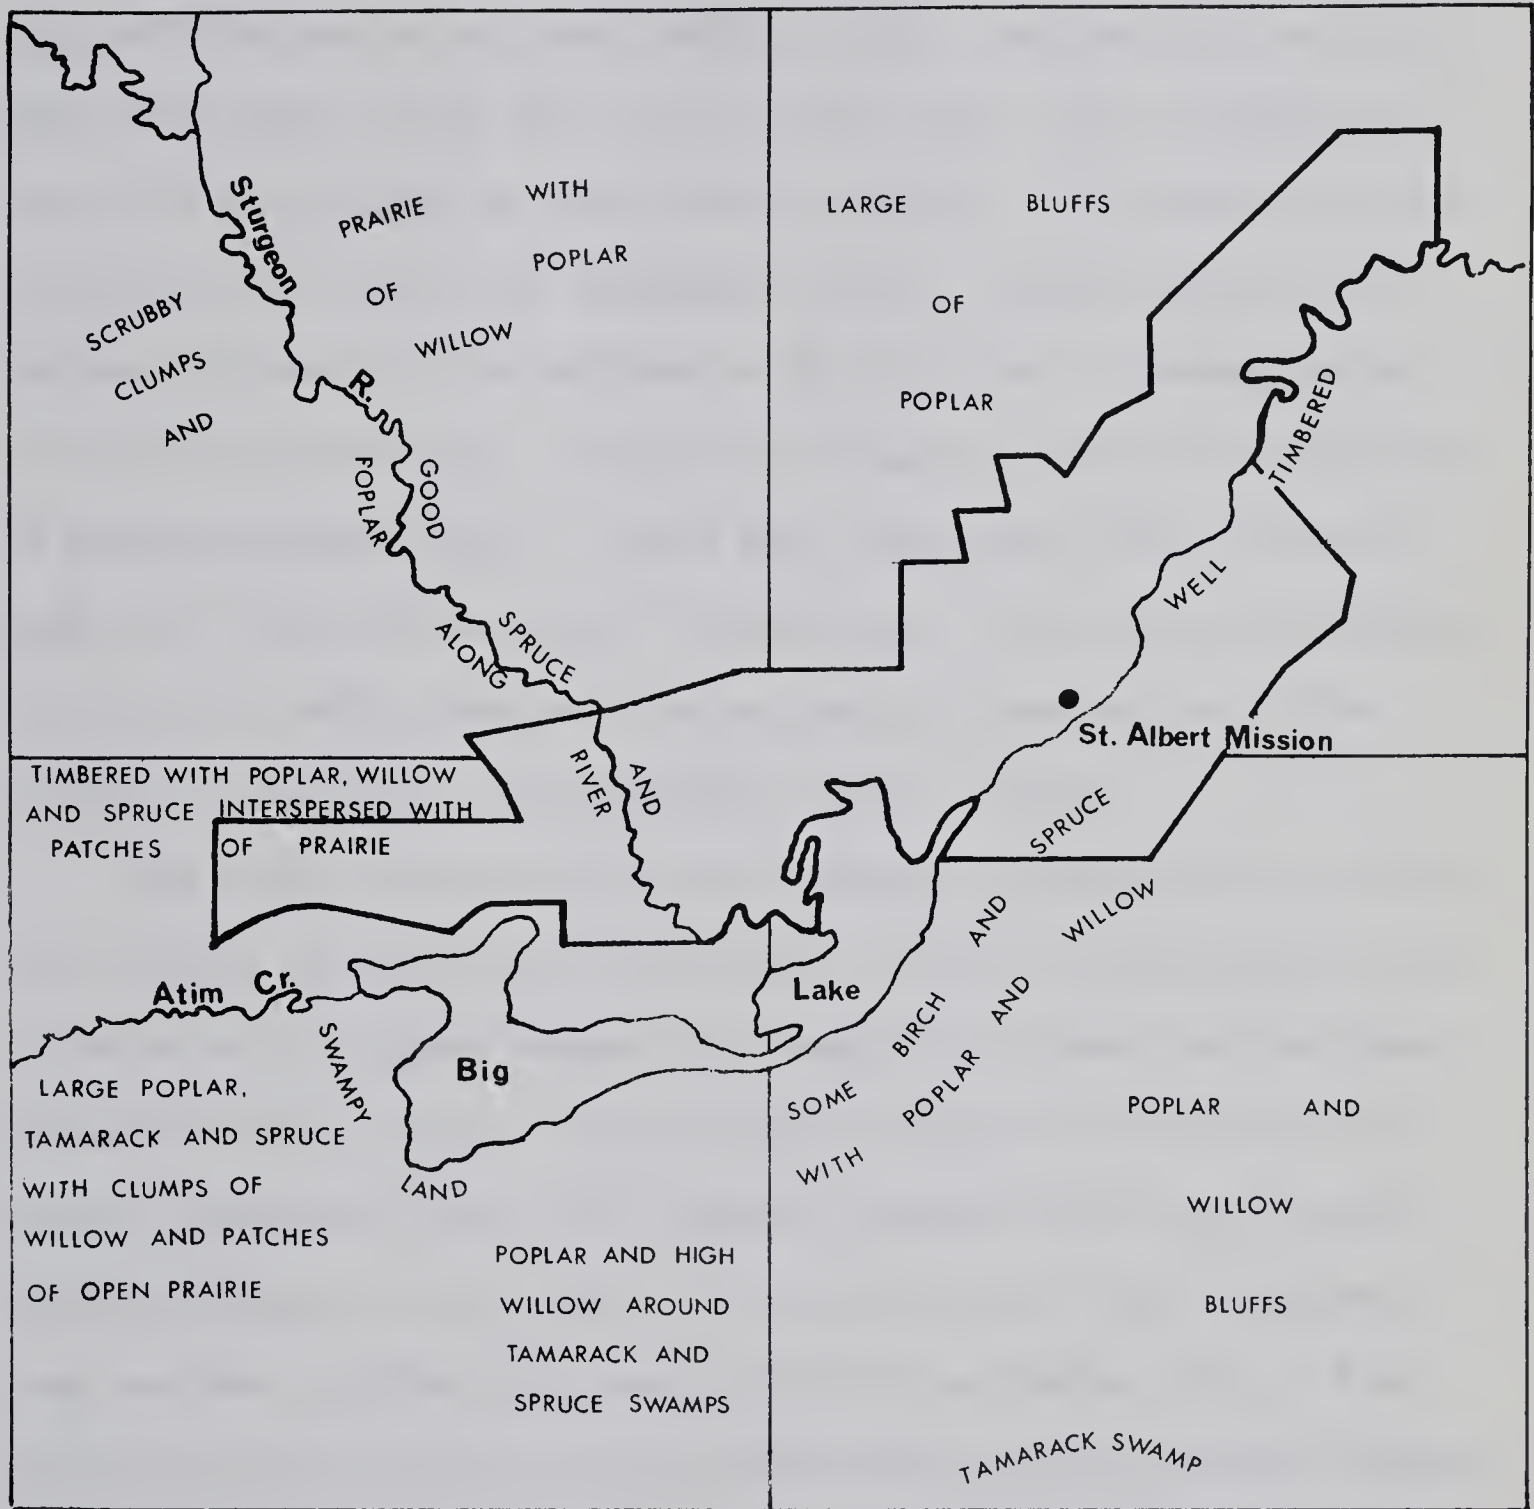 Sturgeon R.
SCRUBBY
CLUMPS
AND
PRAIRIE WITH
OF POPLAR
WILLOW
GOOD
POPLAR
SPRUCE
ALONG
AND
RIVER
LARGE BLUFFS
OF
POPLAR
WELL TIMBERED
St. Albert Mission
TIMBERED WITH POPLAR, WILLOW
AND SPRUCE INTERSPERSED WITH
PATCHES OF PRAIRIE
Atim Cr.
Big Lake
SWAMPY
LAND
LARGE POPLAR,
TAMARACK AND SPRUCE
WITH CLUMPS OF
WILLOW AND PATCHES
OF OPEN PRAIRIE
POPLAR AND HIGH
WILLOW AROUND
TAMARACK AND
SPRUCE SWAMPS
SOME BIRCH AND SPRUCE
WITH POPLAR AND WILLOW
POPLAR AND
WILLOW
BLUFFS
TAMARACK SWAMP